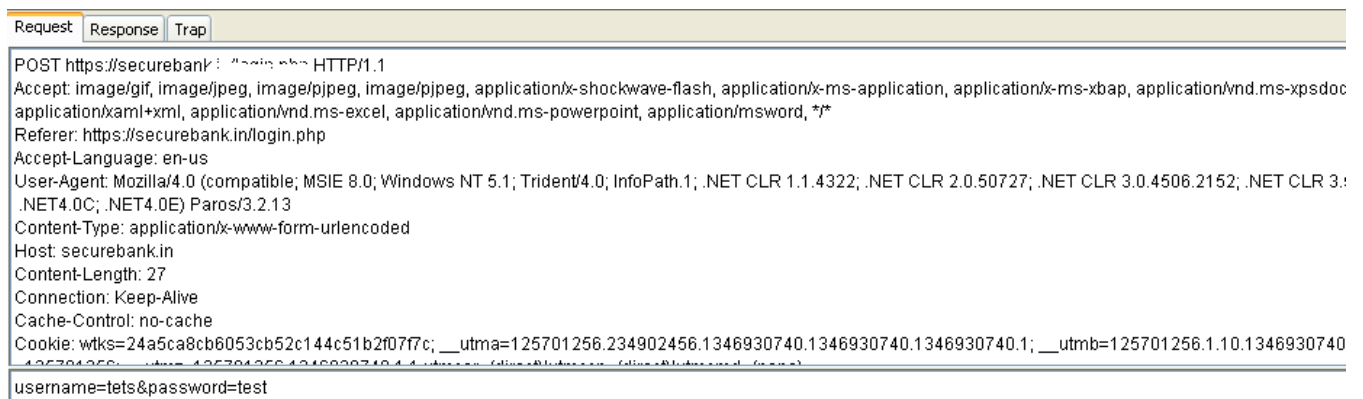 Request Response Trap
POST https://securebank HTTP/1.1
Accept: image/gif, image/jpeg, image/pjpeg, image/pjpeg, application/x-shockwave-flash, application/x-ms-application, application/x-ms-xbap, application/vnd.ms-xpsdoc
application/xaml+xml, application/vnd.ms-excel, application/vnd.ms-powerpoint, application/msword, */*
Referer: https://securebank.in/login.php
Accept-Language: en-us
User-Agent: Mozilla/4.0 (compatible; MSIE 8.0; Windows NT 5.1; Trident/4.0; InfoPath.1; .NET CLR 1.1.4322; .NET CLR 2.0.50727; .NET CLR 3.0.4506.2152; .NET CLR 3.
.NET4.0C; .NET4.0E) Paros/3.2.13
Content-Type: application/x-www-form-urlencoded
Host: securebank.in
Content-Length: 27
Connection: Keep-Alive
Cache-Control: no-cache
Cookie: wtks=24a5ca8cb6053cb52c144c51b2f07f7c; __utma=125701256.234902456.1346930740.1346930740.1346930740.1; __utmb=125701256.1.10.1346930740
username=tets&password=test